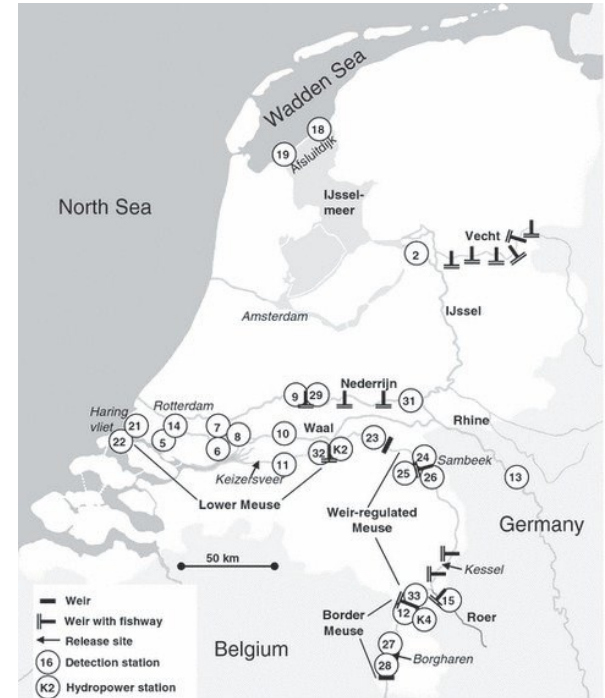 Wadden Sea
18
19
Afsluitdijk
North Sea
IJssel-
meer
Vecht
2
IJssel
Amsterdam
Nederrijn
9
29
31
Haring
vliet
Rotterdam
21
14
7
Waal
Rhine
22
5
8
10
23
6
32
K2
24
Sambeek
Keizersveer
11
25
26
13
Lower Meuse
Weir-regulated
Meuse
Germany
50 km
Kessel
33
15
12
K4
Roer
Border
Meuse
27
Borgharen
28
Belgium
Weir
Weir with fishway
Release site
16 Detection station
K2 Hydropower station